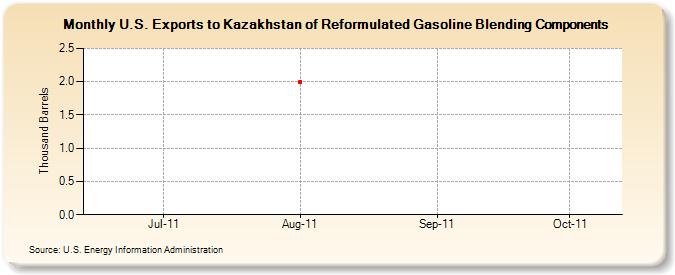 Monthly U.S. Exports to Kazakhstan of Reformulated Gasoline Blending Components
Thousand Barrels
2.5
2.0
1.5
1.0
0.5
0.0
Jul-11 Aug-11 Sep-11 Oct-11
Source: U.S. Energy Information Administration